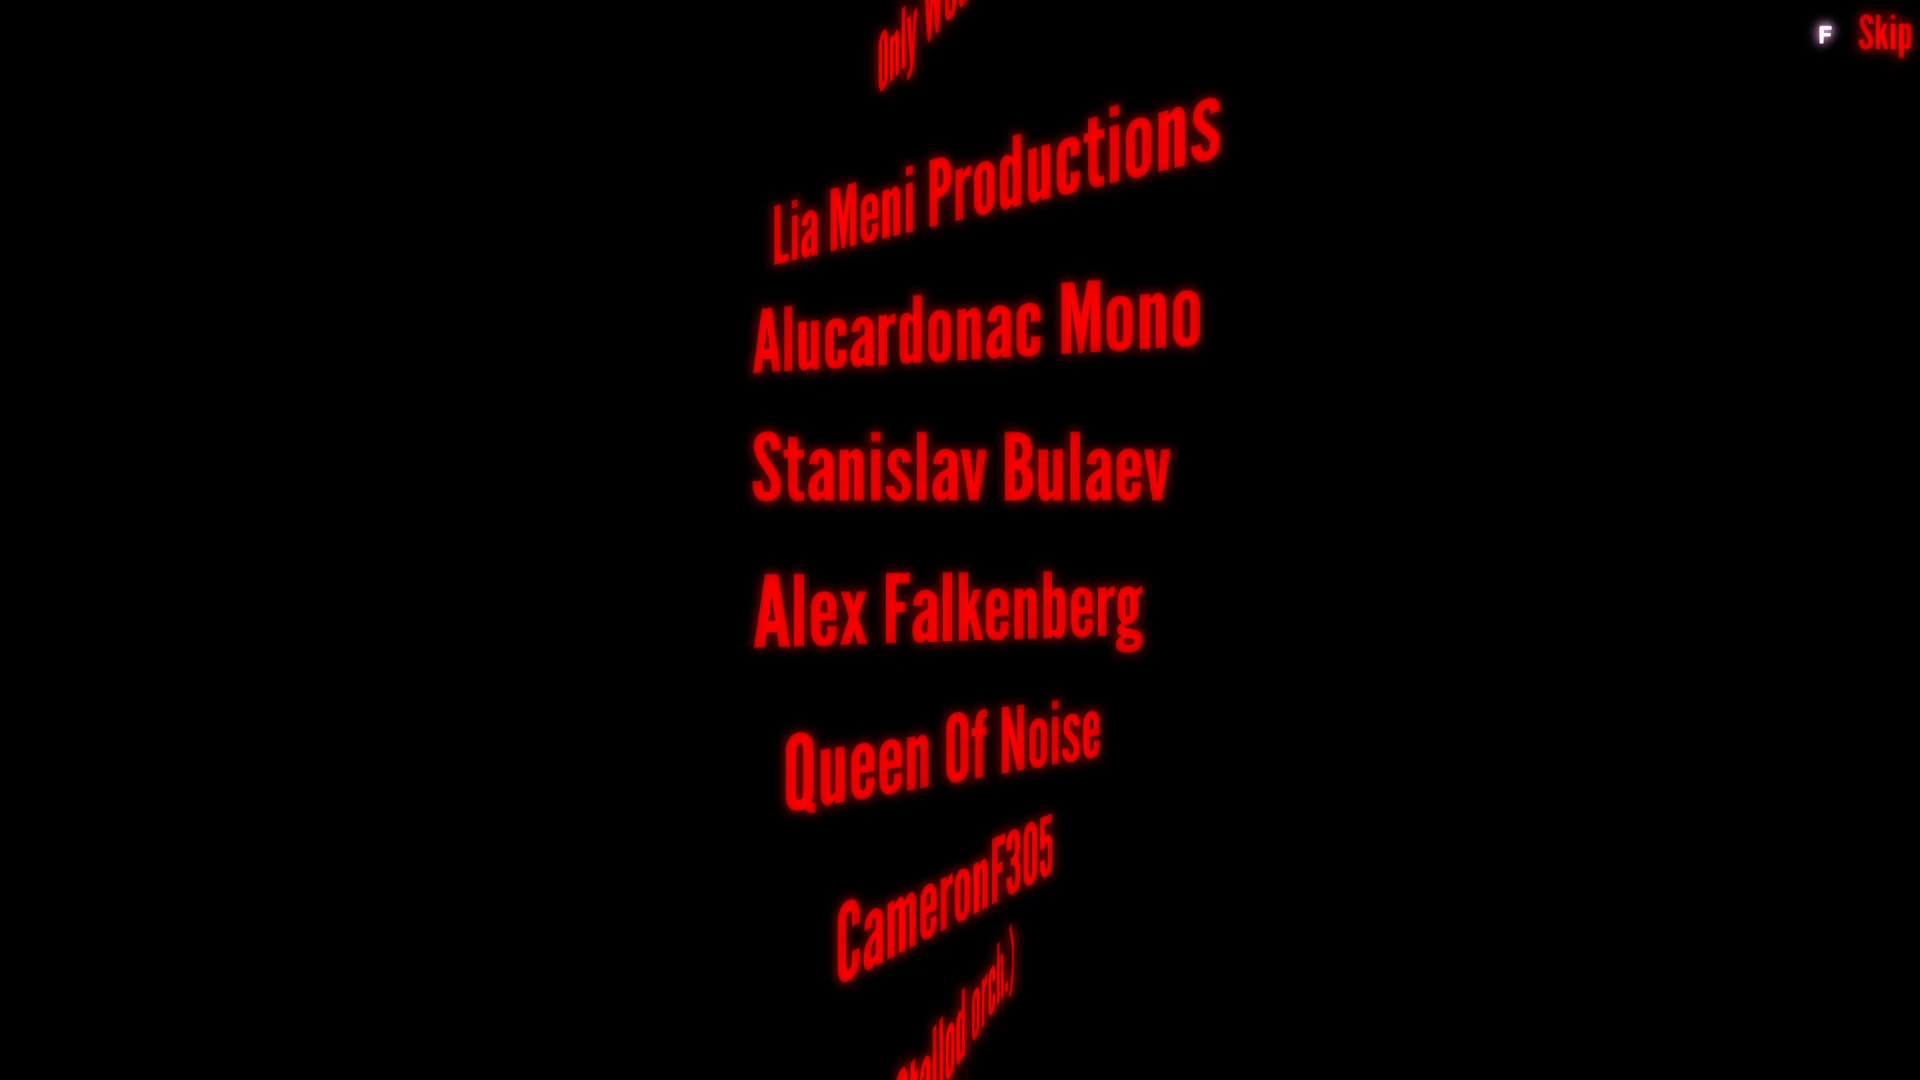 Only
F Skip
Lia Meni Productions
Alucardonac Mono
Stanislav Bulaev
Alex Falkenberg
Queen Of Noise
CameronF305
orch.)